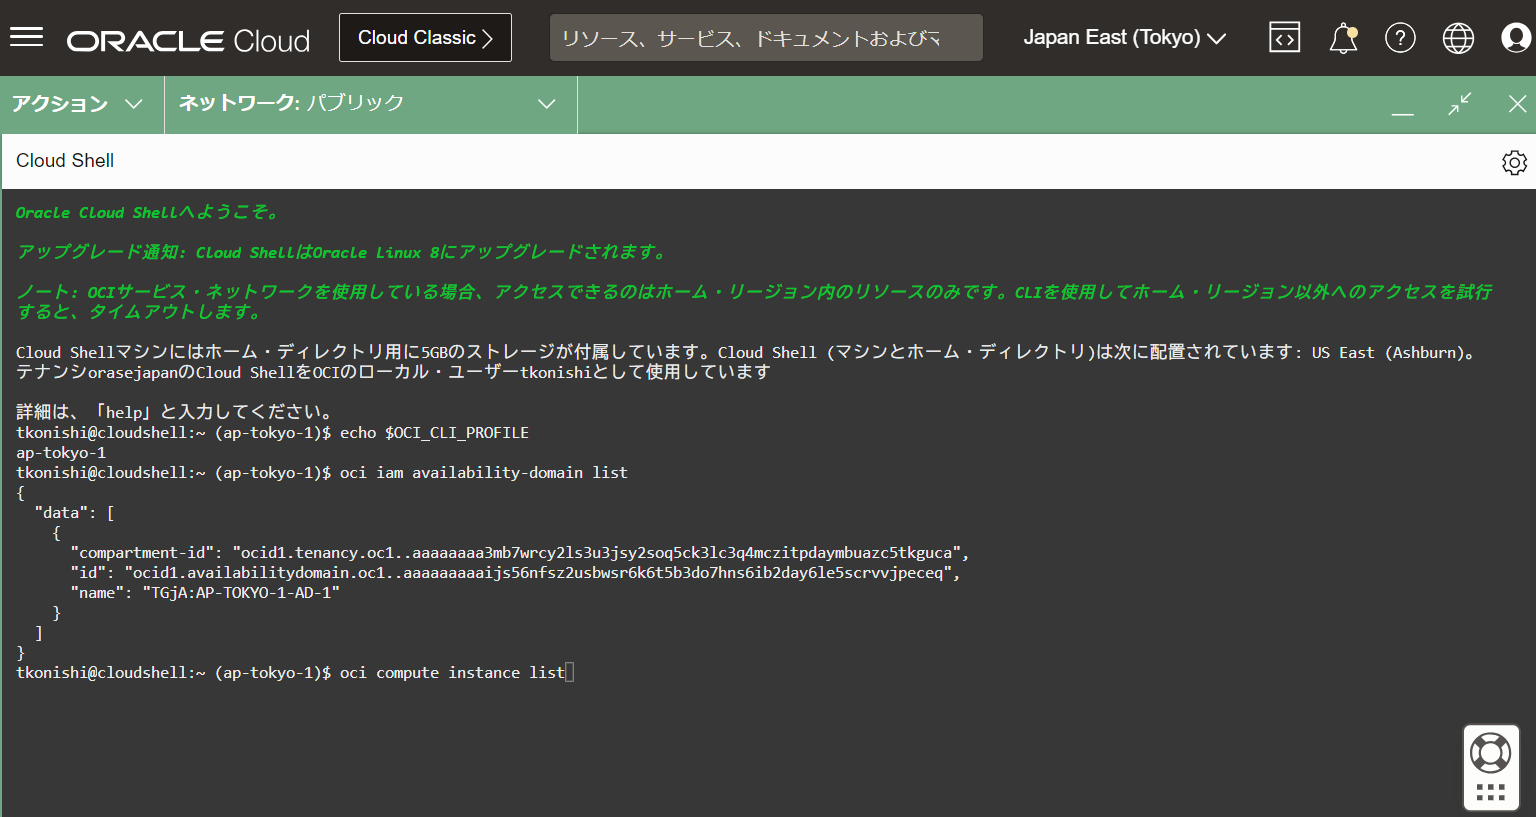 ORACLE Cloud
Cloud Classic
リソース、サービス、ドキュメントおよびマ
Japan East (Tokyo)
アクション
ネットワーク: パブリック
Cloud Shell
Oracle Cloud Shellへようこそ。
アップグレード通知: Cloud ShellはOracle Linux 8にアップグレードされます。
ノート: OCIサービス・ネットワークを使用している場合、アクセスできるのはホーム・リージョン内のリソースのみです。CLIを使用してホーム・リージョン以外へのアクセスを試行
すると、タイムアウトします。
Cloud Shellマシンにはホーム・ディレクトリ用に5GBのストレージが付属しています。Cloud Shell (マシンとホーム・ディレクトリ)は次に配置されています: US East (Ashburn)。
テナンシorasejapanのCloud ShellをOCIのローカル・ユーザーtkonishiとして使用しています
詳細は、「help」と入力してください。
tkonishi@cloudshell:~ (ap-tokyo-1)$ echo $OCI_CLI_PROFILE
ap-tokyo-1
tkonishi@cloudshell:~ (ap-tokyo-1)$ oci iam availability-domain list
{
"data": [
{
"compartment-id": "ocid1.tenancy.oc1..aaaaaaaa3mb7wrcy2ls3u3jsy2soq5ck3lc3q4mczitpdaymbuazc5tkguca",
"id": "ocid1.availabilitydomain.oc1..aaaaaaaaaijs56nfsz2usbwsr6k6t5b3do7hns6ib2day6le5scrvvjpeceq",
"name": "TGjA:AP-TOKYO-1-AD-1"
}
]
}
tkonishi@cloudshell:~ (ap-tokyo-1)$ oci compute instance list